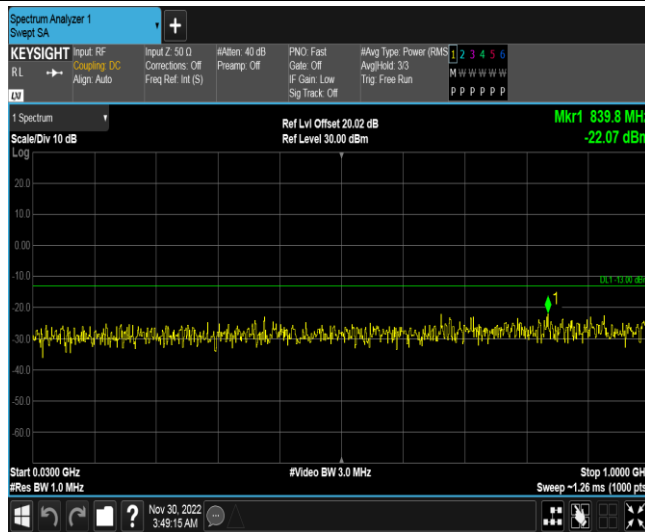 Spectrum Analyzer 1
Swept SA
+
KEYSIGHT
RL
LXI
Input: RF
Coupling: DC
Align: Auto
Input Z: 50 Ω
Corrections: Off
Freq Ref: Int (S)
#Atten: 40 dB
Preamp: Off
PNO: Fast
Gate: Off
IF Gain: Low
Sig Track: Off
#Avg Type: Power (RMS
Avg|Hold: 3/3
Trig: Free Run
1 2 3 4 5 6
M W W W W W
P P P P P P
1 Spectrum
Scale/Div 10 dB
Log
Ref Lvl Offset 20.02 dB
Ref Level 30.00 dBm
Mkr1 839.8 MHz
-22.07 dBm
20.0
10.0
0.00
-10.0
-20.0
-30.0
-40.0
-50.0
-60.0
DL1 -13.00 dBm
1
Start 0.0300 GHz
#Res BW 1.0 MHz
#Video BW 3.0 MHz
Stop 1.0000 GH
Sweep ~1.26 ms (1000 pts
?
Nov 30, 2022
3:49:15 AM